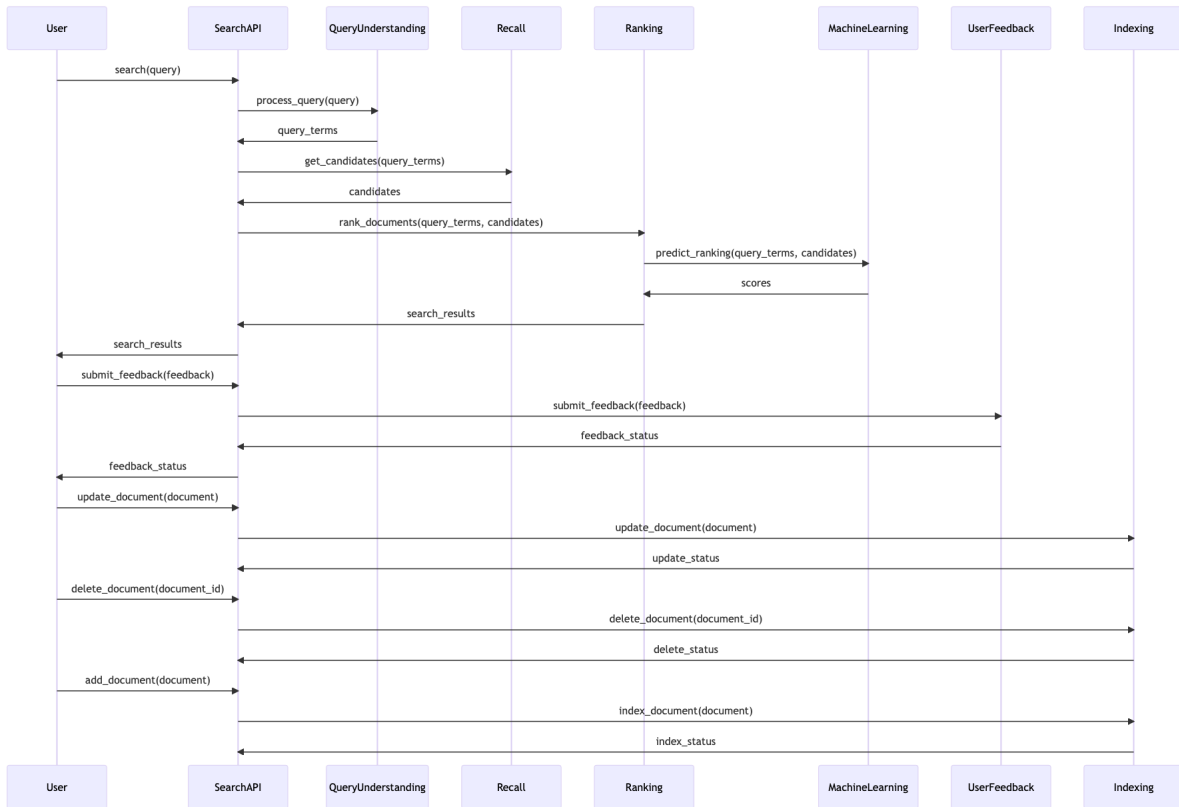 User SearchAPI QueryUnderstanding Recall Ranking MachineLearning UserFeedback Indexing
search(query)
process_query(query)
query_terms
get_candidates(query_terms)
candidates
rank_documents(query_terms, candidates)
predict_ranking(query_terms, candidates)
scores
search_results
search_results
submit_feedback(feedback)
submit_feedback(feedback)
feedback_status
feedback_status
update_document(document)
update_document(document)
update_status
delete_document(document_id)
delete_document(document_id)
delete_status
add_document(document)
index_document(document)
index_status
User SearchAPI QueryUnderstanding Recall Ranking MachineLearning UserFeedback Indexing